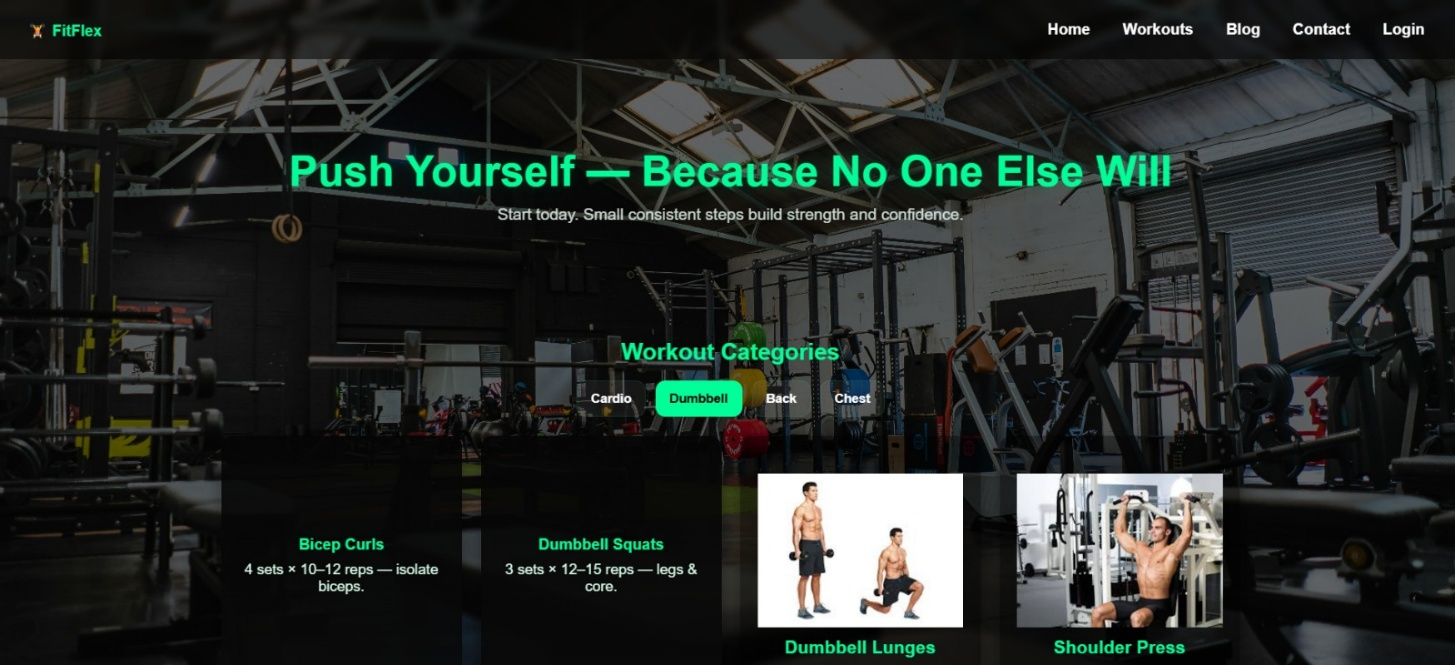 FitFlex
Home
Workouts
Blog
Contact
Login
Push Yourself — Because No One Else Will
Start today. Small consistent steps build strength and confidence.
Workout Categories
Cardio
Dumbbell
Back
Chest
Bicep Curls
4 sets × 10–12 reps — isolate
biceps.
Dumbbell Squats
3 sets × 12–15 reps — legs &
core.
Dumbbell Lunges
Shoulder Press